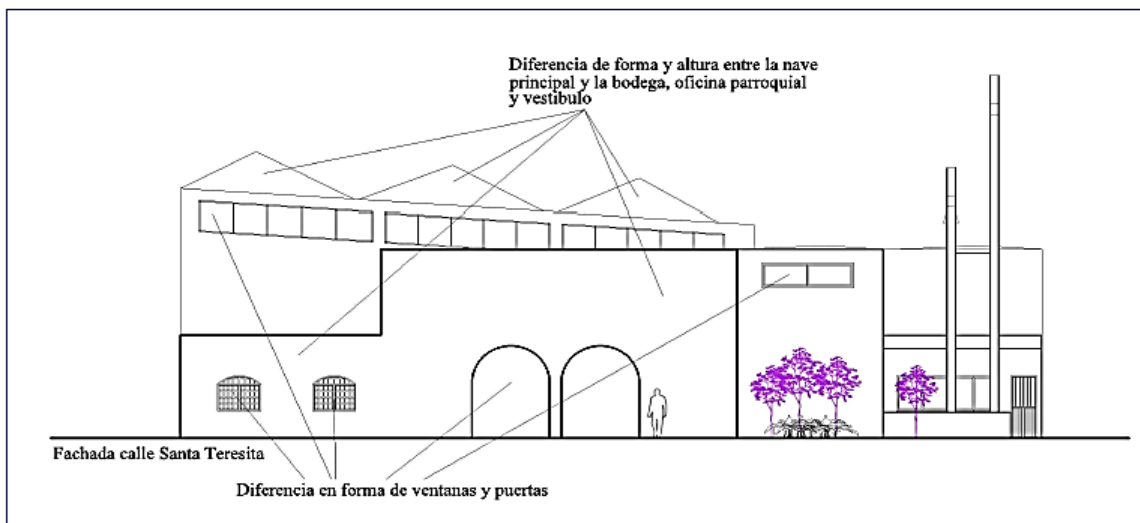 Diferencia de forma y altura entre la nave
principal y la bodega, oficina parroquial
y vestibulo
Fachada calle Santa Teresita
Diferencia en forma de ventanas y puertas